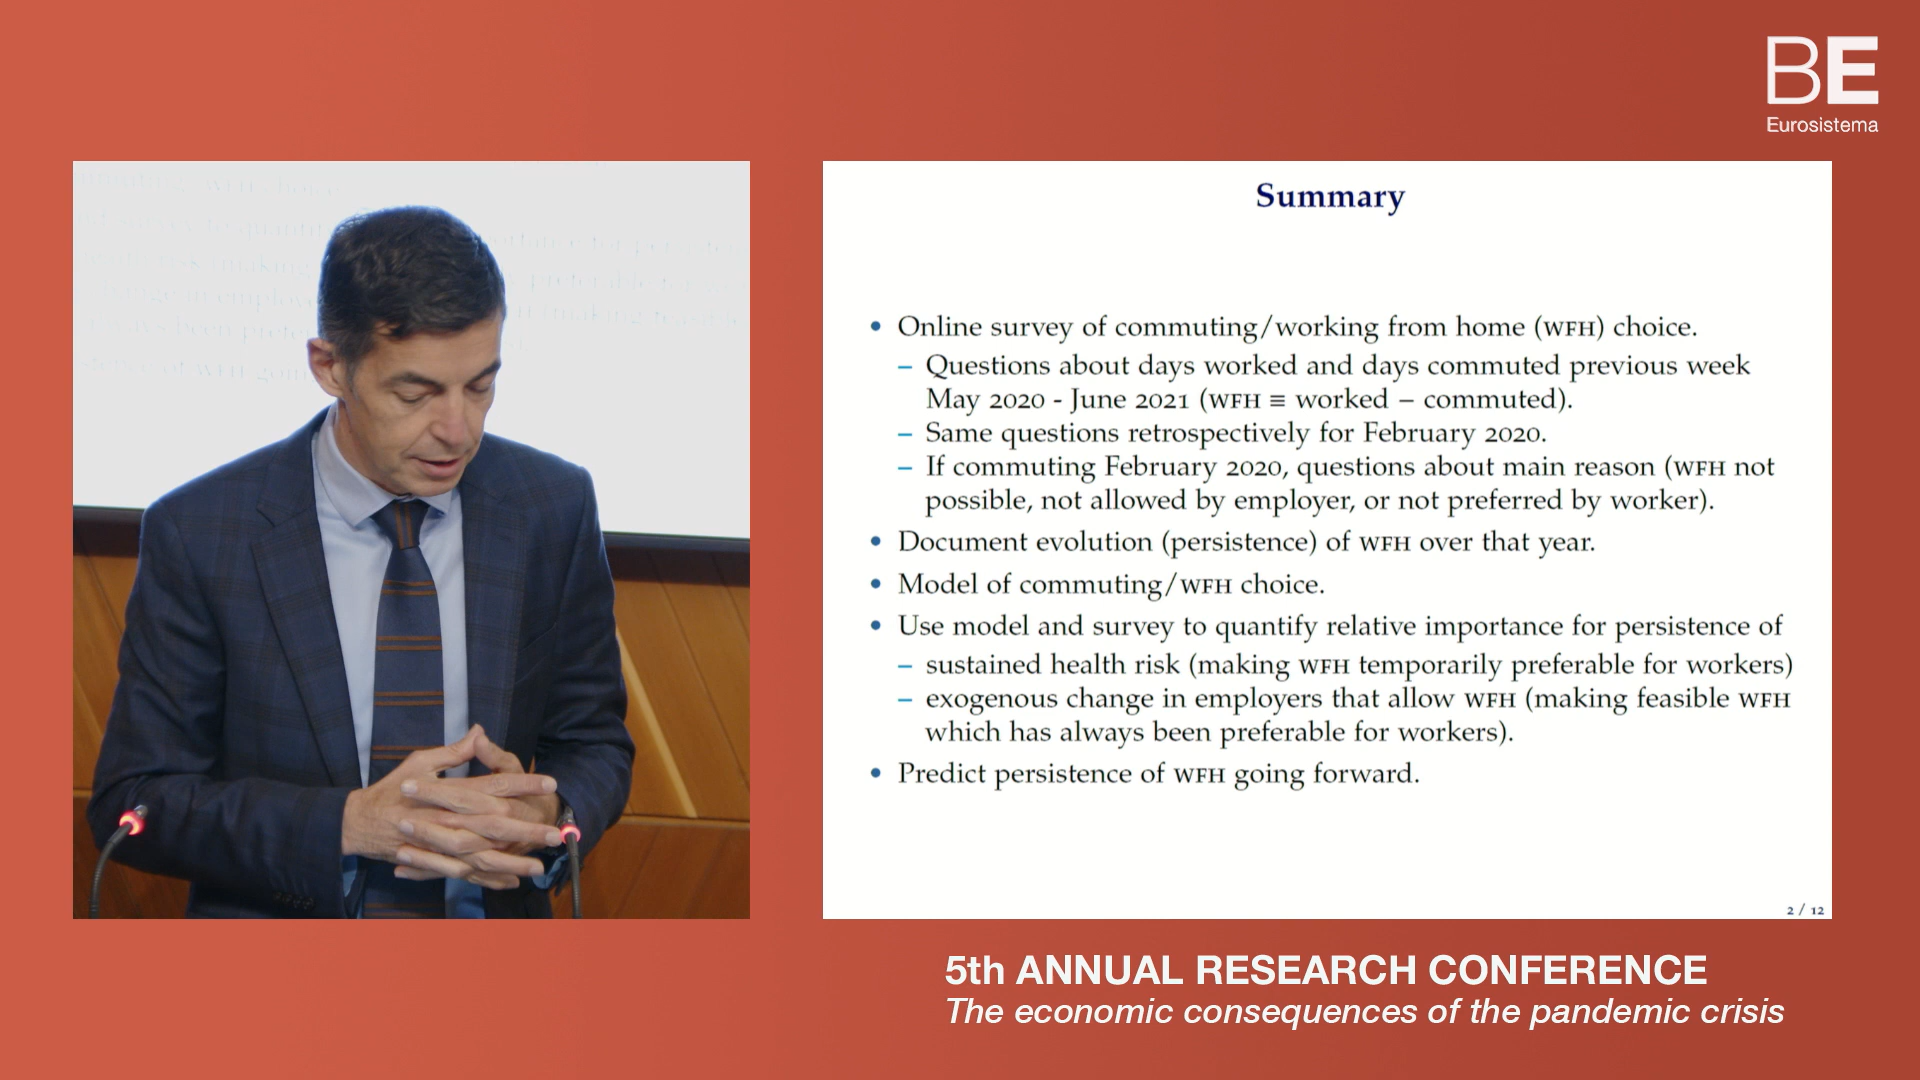 BE
Eurosistema
Summary
• Online survey of commuting/working from home (WFH) choice.
– Questions about days worked and days commuted previous week
May 2020 - June 2021 (WFH ≡ worked – commuted).
– Same questions retrospectively for February 2020.
– If commuting February 2020, questions about main reason (WFH not
possible, not allowed by employer, or not preferred by worker).
• Document evolution (persistence) of WFH over that year.
• Model of commuting/WFH choice.
• Use model and survey to quantify relative importance for persistence of
– sustained health risk (making WFH temporarily preferable for workers)
– exogenous change in employers that allow WFH (making feasible WFH
which has always been preferable for workers).
• Predict persistence of WFH going forward.
2 / 12
5th ANNUAL RESEARCH CONFERENCE
The economic consequences of the pandemic crisis